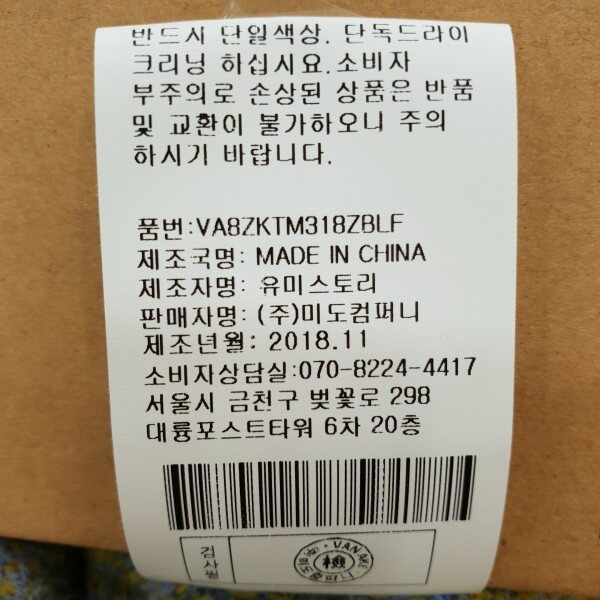 반드시 단일색상, 단독드라이
크리닝 하십시요.소비자
부주의로 손상된 상품은 반품
및 교환이 불가하오니 주의
하시기 바랍니다.
품번:VA8ZKTM318ZBLF
제조국명: MADE IN CHINA
제조자명: 유미스토리
판매자명: (주)미도컴퍼니
제조년월: 2018.11
소비자상담실:070-8224-4417
서울시 금천구 벚꽃로 298
대륭포스트타워 6차 20층
검사필
檢